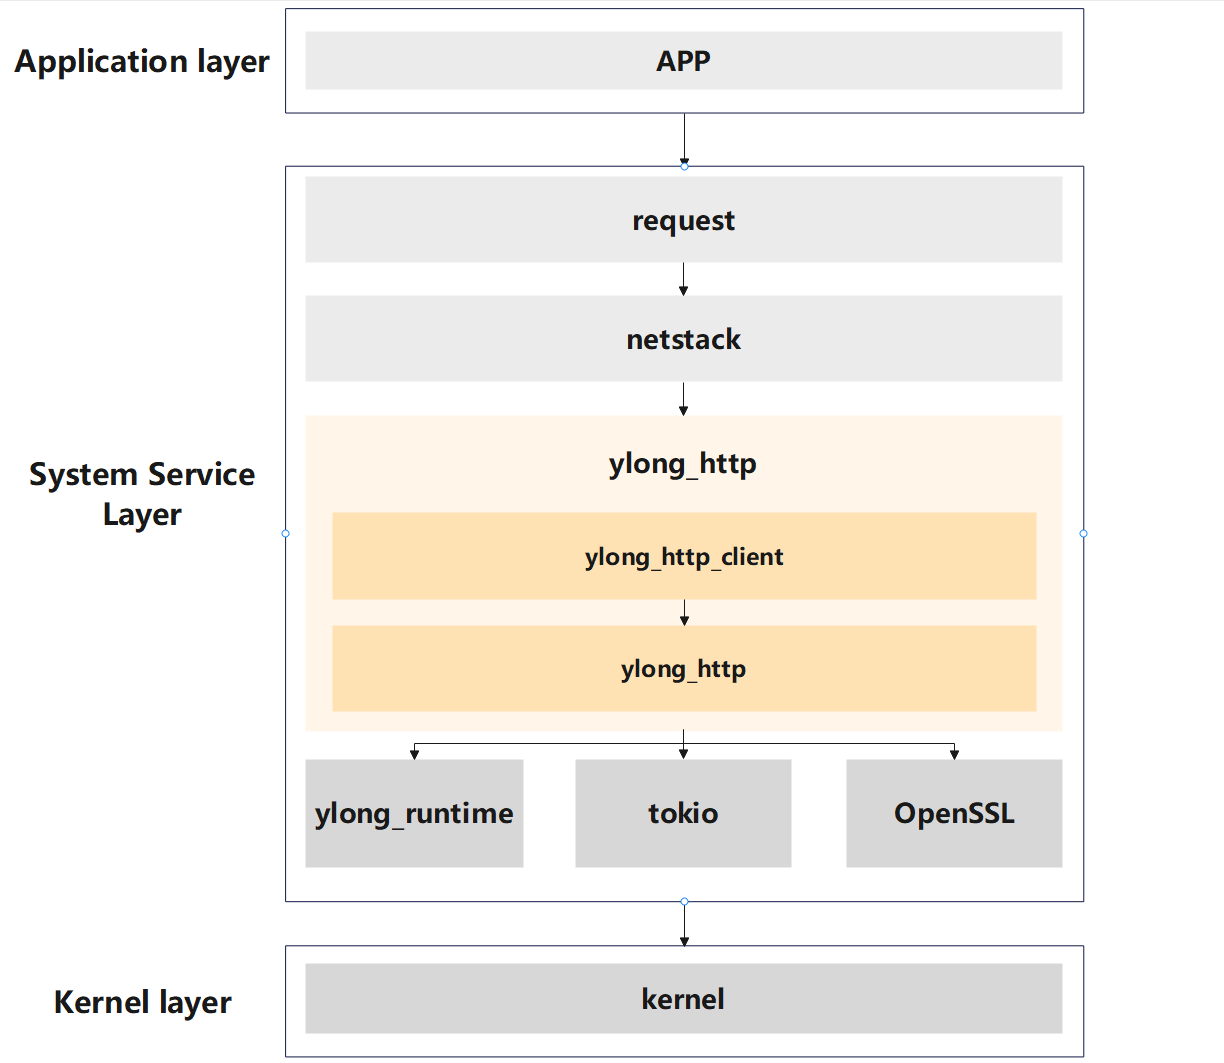 Application layer
APP
request
netstack
System Service
Layer
ylong_http
ylong_http_client
ylong_http
ylong_runtime
tokio
OpenSSL
Kernel layer
kernel